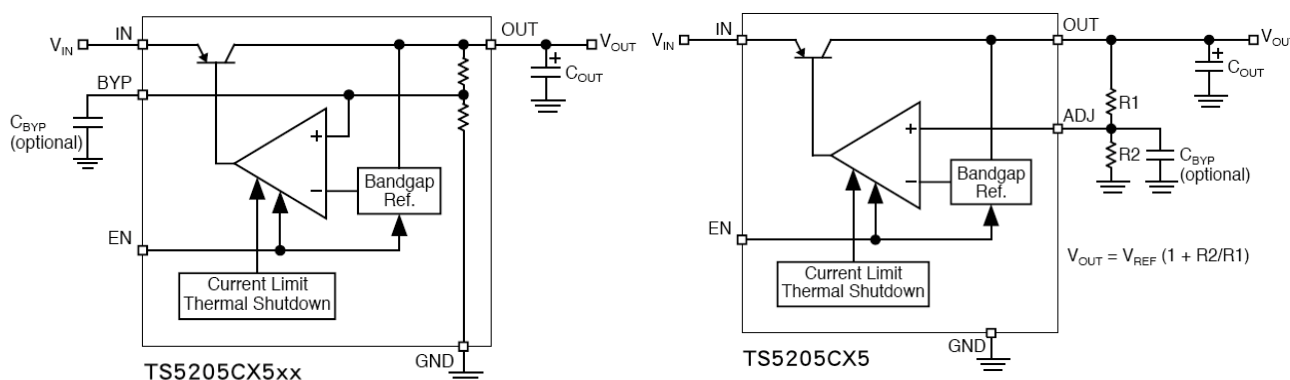 V_IN
IN
OUT
V_OUT
+
C_OUT
BYP
C_BYP
(optional)
+
−
Bandgap
Ref.
EN
Current Limit
Thermal Shutdown
GND
TS5205CX5xx
V_IN
IN
OUT
V_OU
+
C_OUT
R1
ADJ
R2
C_BYP
(optional)
+
−
Bandgap
Ref.
EN
V_OUT = V_REF (1 + R2/R1)
Current Limit
Thermal Shutdown
GND
TS5205CX5